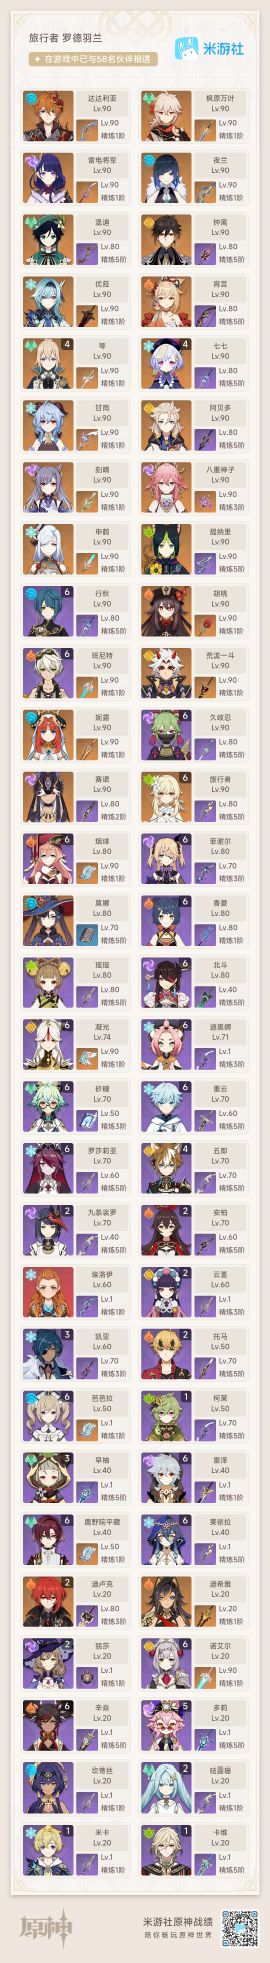 旅行者 罗德羽兰
在游戏中已与58名伙伴相遇
米游社
达达利亚
Lv.90
Lv.90
精炼1阶
枫原万叶
Lv.90
Lv.90
精炼1阶
雷电将军
Lv.90
Lv.90
精炼1阶
夜兰
Lv.90
Lv.90
精炼5阶
温迪
Lv.90
Lv.80
精炼5阶
钟离
Lv.90
Lv.80
精炼5阶
优菈
Lv.90
Lv.90
精炼1阶
宵宫
Lv.90
Lv.80
精炼5阶
4
琴
Lv.90
Lv.90
精炼1阶
4
七七
Lv.90
Lv.80
精炼5阶
甘雨
Lv.90
Lv.90
精炼1阶
阿贝多
Lv.90
Lv.80
精炼5阶
刻晴
Lv.90
Lv.90
精炼1阶
八重神子
Lv.90
Lv.90
精炼3阶
申鹤
Lv.90
Lv.90
精炼1阶
提纳里
Lv.90
Lv.90
精炼5阶
6
行秋
Lv.90
Lv.80
精炼5阶
胡桃
Lv.90
Lv.90
精炼1阶
6
班尼特
Lv.90
Lv.90
精炼1阶
荒泷一斗
Lv.90
Lv.90
精炼1阶
妮露
Lv.90
Lv.90
精炼1阶
久岐忍
Lv.90
Lv.90
精炼5阶
赛诺
Lv.80
Lv.80
精炼2阶
6
旅行者
Lv.80
Lv.80
精炼5阶
6
烟绯
Lv.80
Lv.90
精炼1阶
6
菲谢尔
Lv.80
Lv.70
精炼3阶
莫娜
Lv.80
Lv.70
精炼5阶
6
香菱
Lv.80
Lv.80
精炼5阶
瑶瑶
Lv.80
Lv.80
精炼5阶
6
北斗
Lv.80
Lv.40
精炼5阶
6
凝光
Lv.74
Lv.90
精炼1阶
6
迪奥娜
Lv.71
Lv.1
精炼3阶
6
砂糖
Lv.70
Lv.50
精炼3阶
6
重云
Lv.70
Lv.60
精炼5阶
6
罗莎莉亚
Lv.70
Lv.60
精炼5阶
4
五郎
Lv.70
Lv.70
精炼5阶
2
九条裟罗
Lv.70
Lv.40
精炼5阶
2
安柏
Lv.70
Lv.60
精炼5阶
埃洛伊
Lv.60
Lv.1
精炼1阶
2
云堇
Lv.60
Lv.1
精炼3阶
3
凯亚
Lv.60
Lv.70
精炼3阶
2
托马
Lv.50
Lv.70
精炼5阶
6
芭芭拉
Lv.50
Lv.1
精炼1阶
1
柯莱
Lv.50
Lv.70
精炼5阶
3
早柚
Lv.40
Lv.1
精炼5阶
6
雷泽
Lv.40
Lv.1
精炼1阶
6
鹿野院平藏
Lv.40
Lv.50
精炼1阶
6
莱依拉
Lv.40
Lv.1
精炼5阶
2
迪卢克
Lv.20
Lv.80
精炼3阶
迪希雅
Lv.20
Lv.20
精炼1阶
2
丽莎
Lv.20
Lv.1
精炼5阶
6
诺艾尔
Lv.20
Lv.90
精炼1阶
6
辛焱
Lv.20
Lv.1
精炼5阶
5
多莉
Lv.20
Lv.1
精炼5阶
坎蒂丝
Lv.20
Lv.1
精炼1阶
2
珐露珊
Lv.20
Lv.1
精炼1阶
1
米卡
Lv.20
Lv.1
精炼1阶
1
卡维
Lv.20
Lv.1
精炼1阶
原神
米游社原神战绩
陪你畅玩原神世界